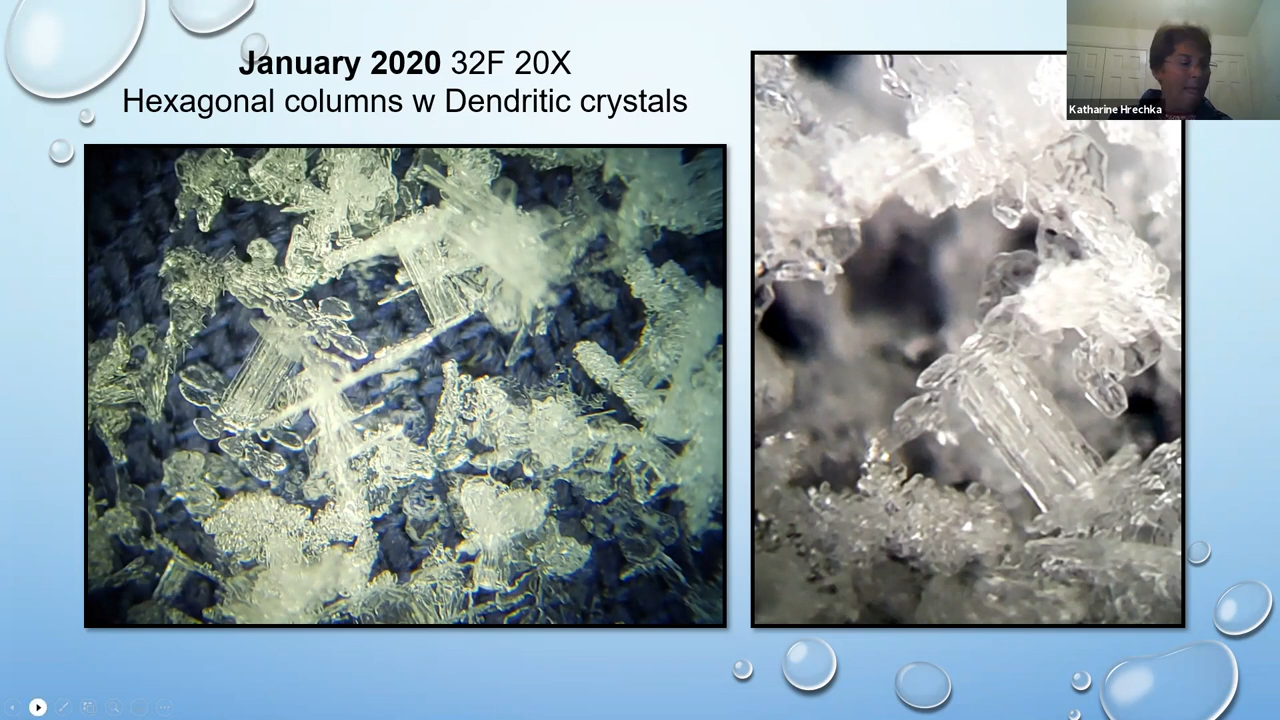 January 2020 32F 20X
Hexagonal columns w Dendritic crystals
Katharine Hrechka